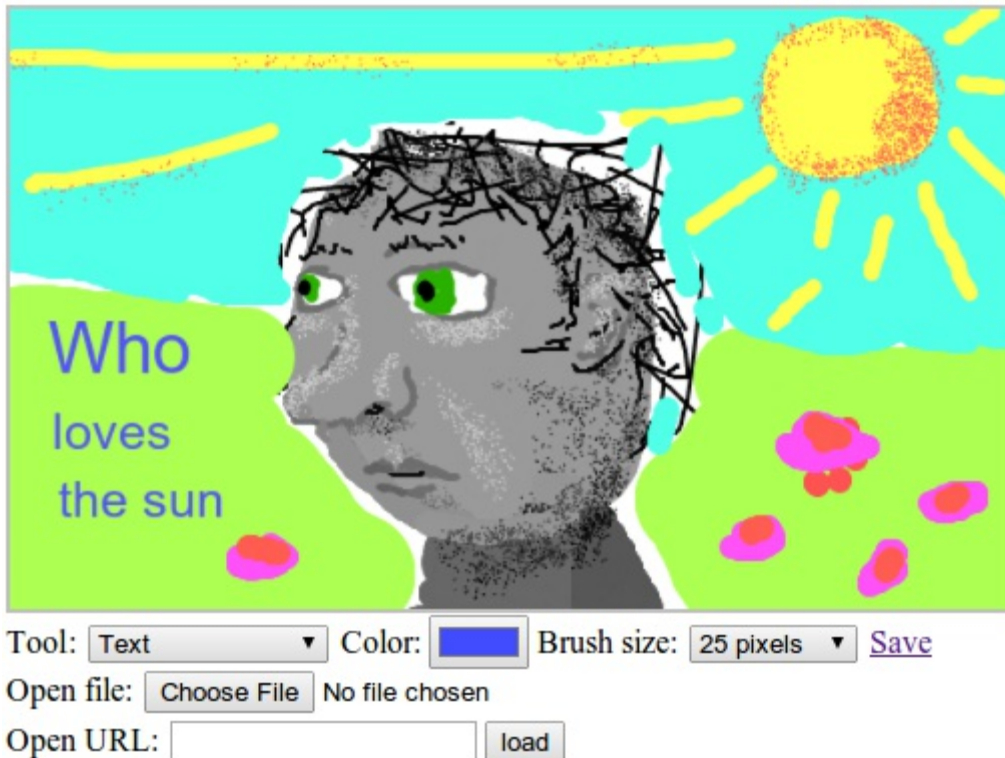 Who
loves
the sun
Tool: Text Color: Brush size: 25 pixels Save
Open file: Choose File No file chosen
Open URL: load